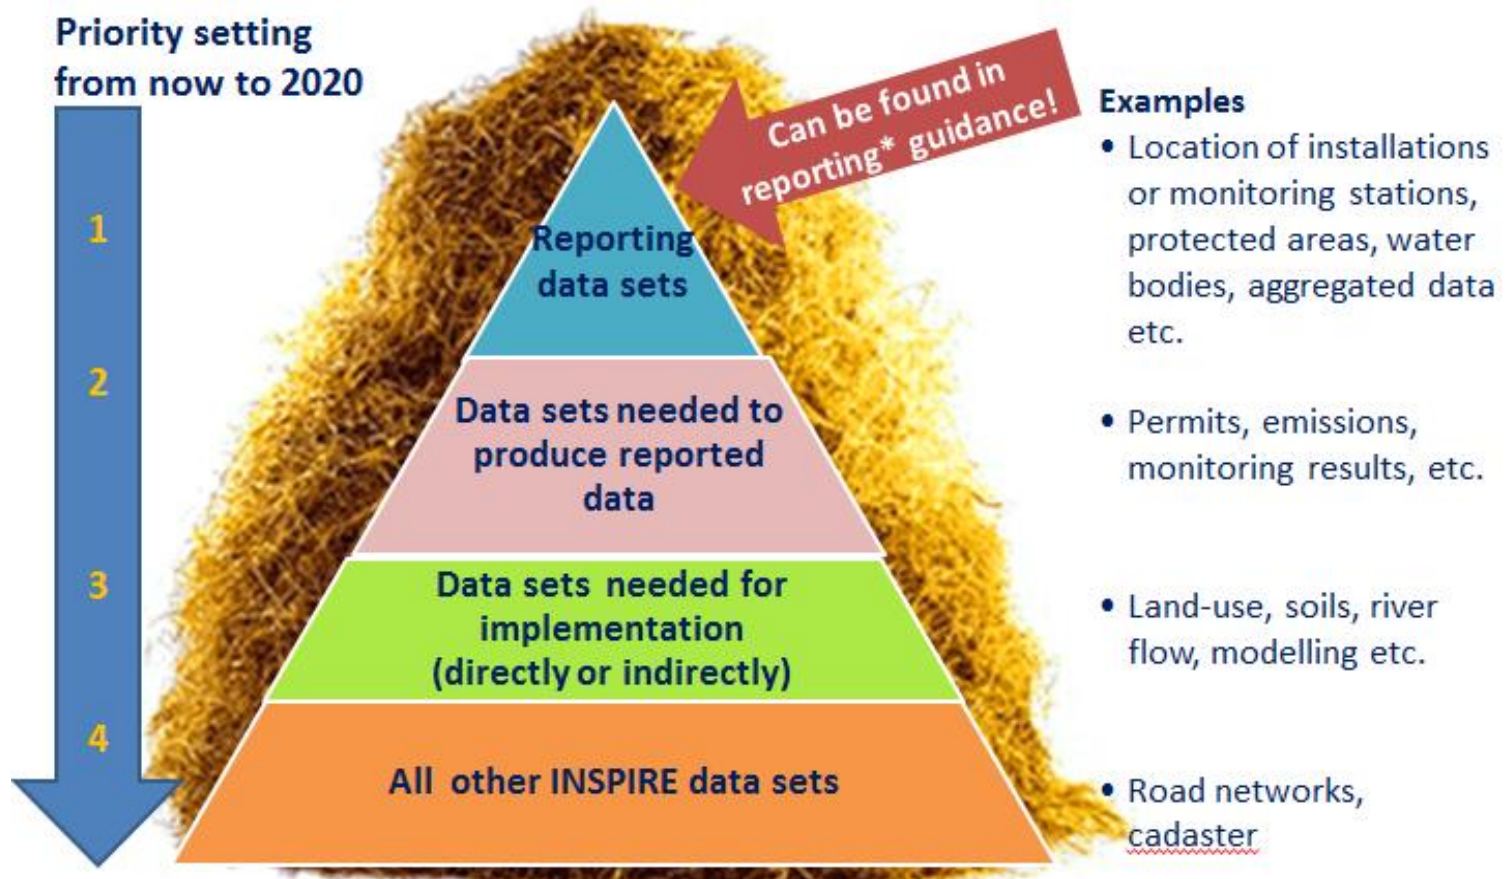 Priority setting
from now to 2020
1
2
3
4
Can be found in
reporting* guidance!
Reporting
data sets
Data sets needed to
produce reported
data
Data sets needed for
implementation
(directly or indirectly)
All other INSPIRE data sets
Examples
• Location of installations
or monitoring stations,
protected areas, water
bodies, aggregated data
etc.
• Permits, emissions,
monitoring results, etc.
• Land-use, soils, river
flow, modelling etc.
• Road networks,
cadaster